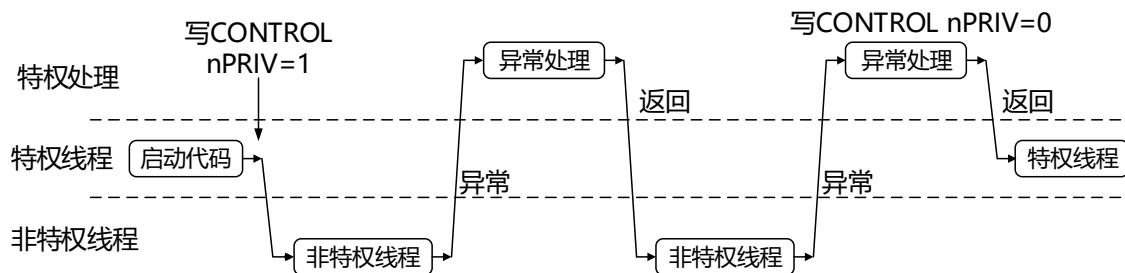 写CONTROL
nPRIV=1
写CONTROL nPRIV=0
特权处理
异常处理
异常处理
返回
返回
特权线程
启动代码
特权线程
异常
异常
非特权线程
非特权线程
非特权线程